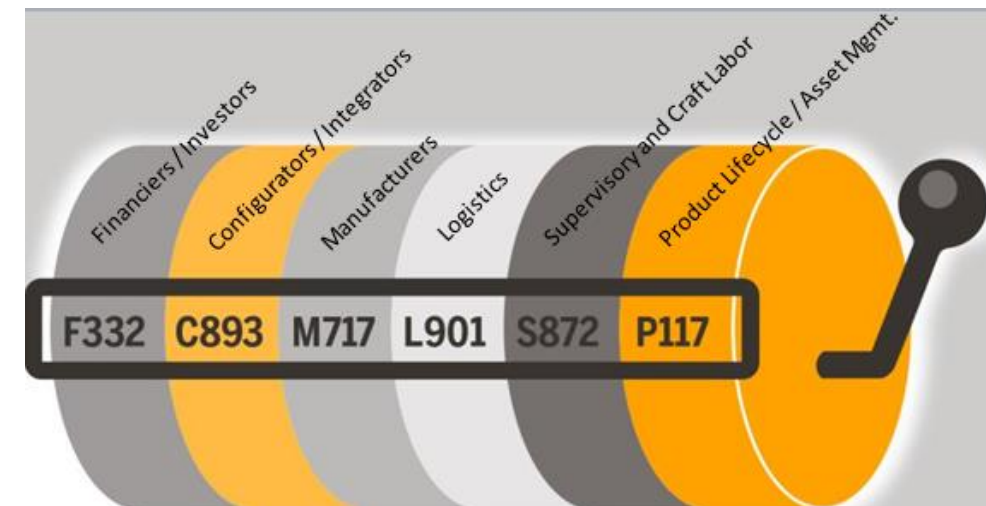 Financiers / Investors
Configurators / Integrators
Manufacturers
Logistics
Supervisory and Craft Labor
Product Lifecycle / Asset Mgmt.
F332 C893 M717 L901 S872 P117